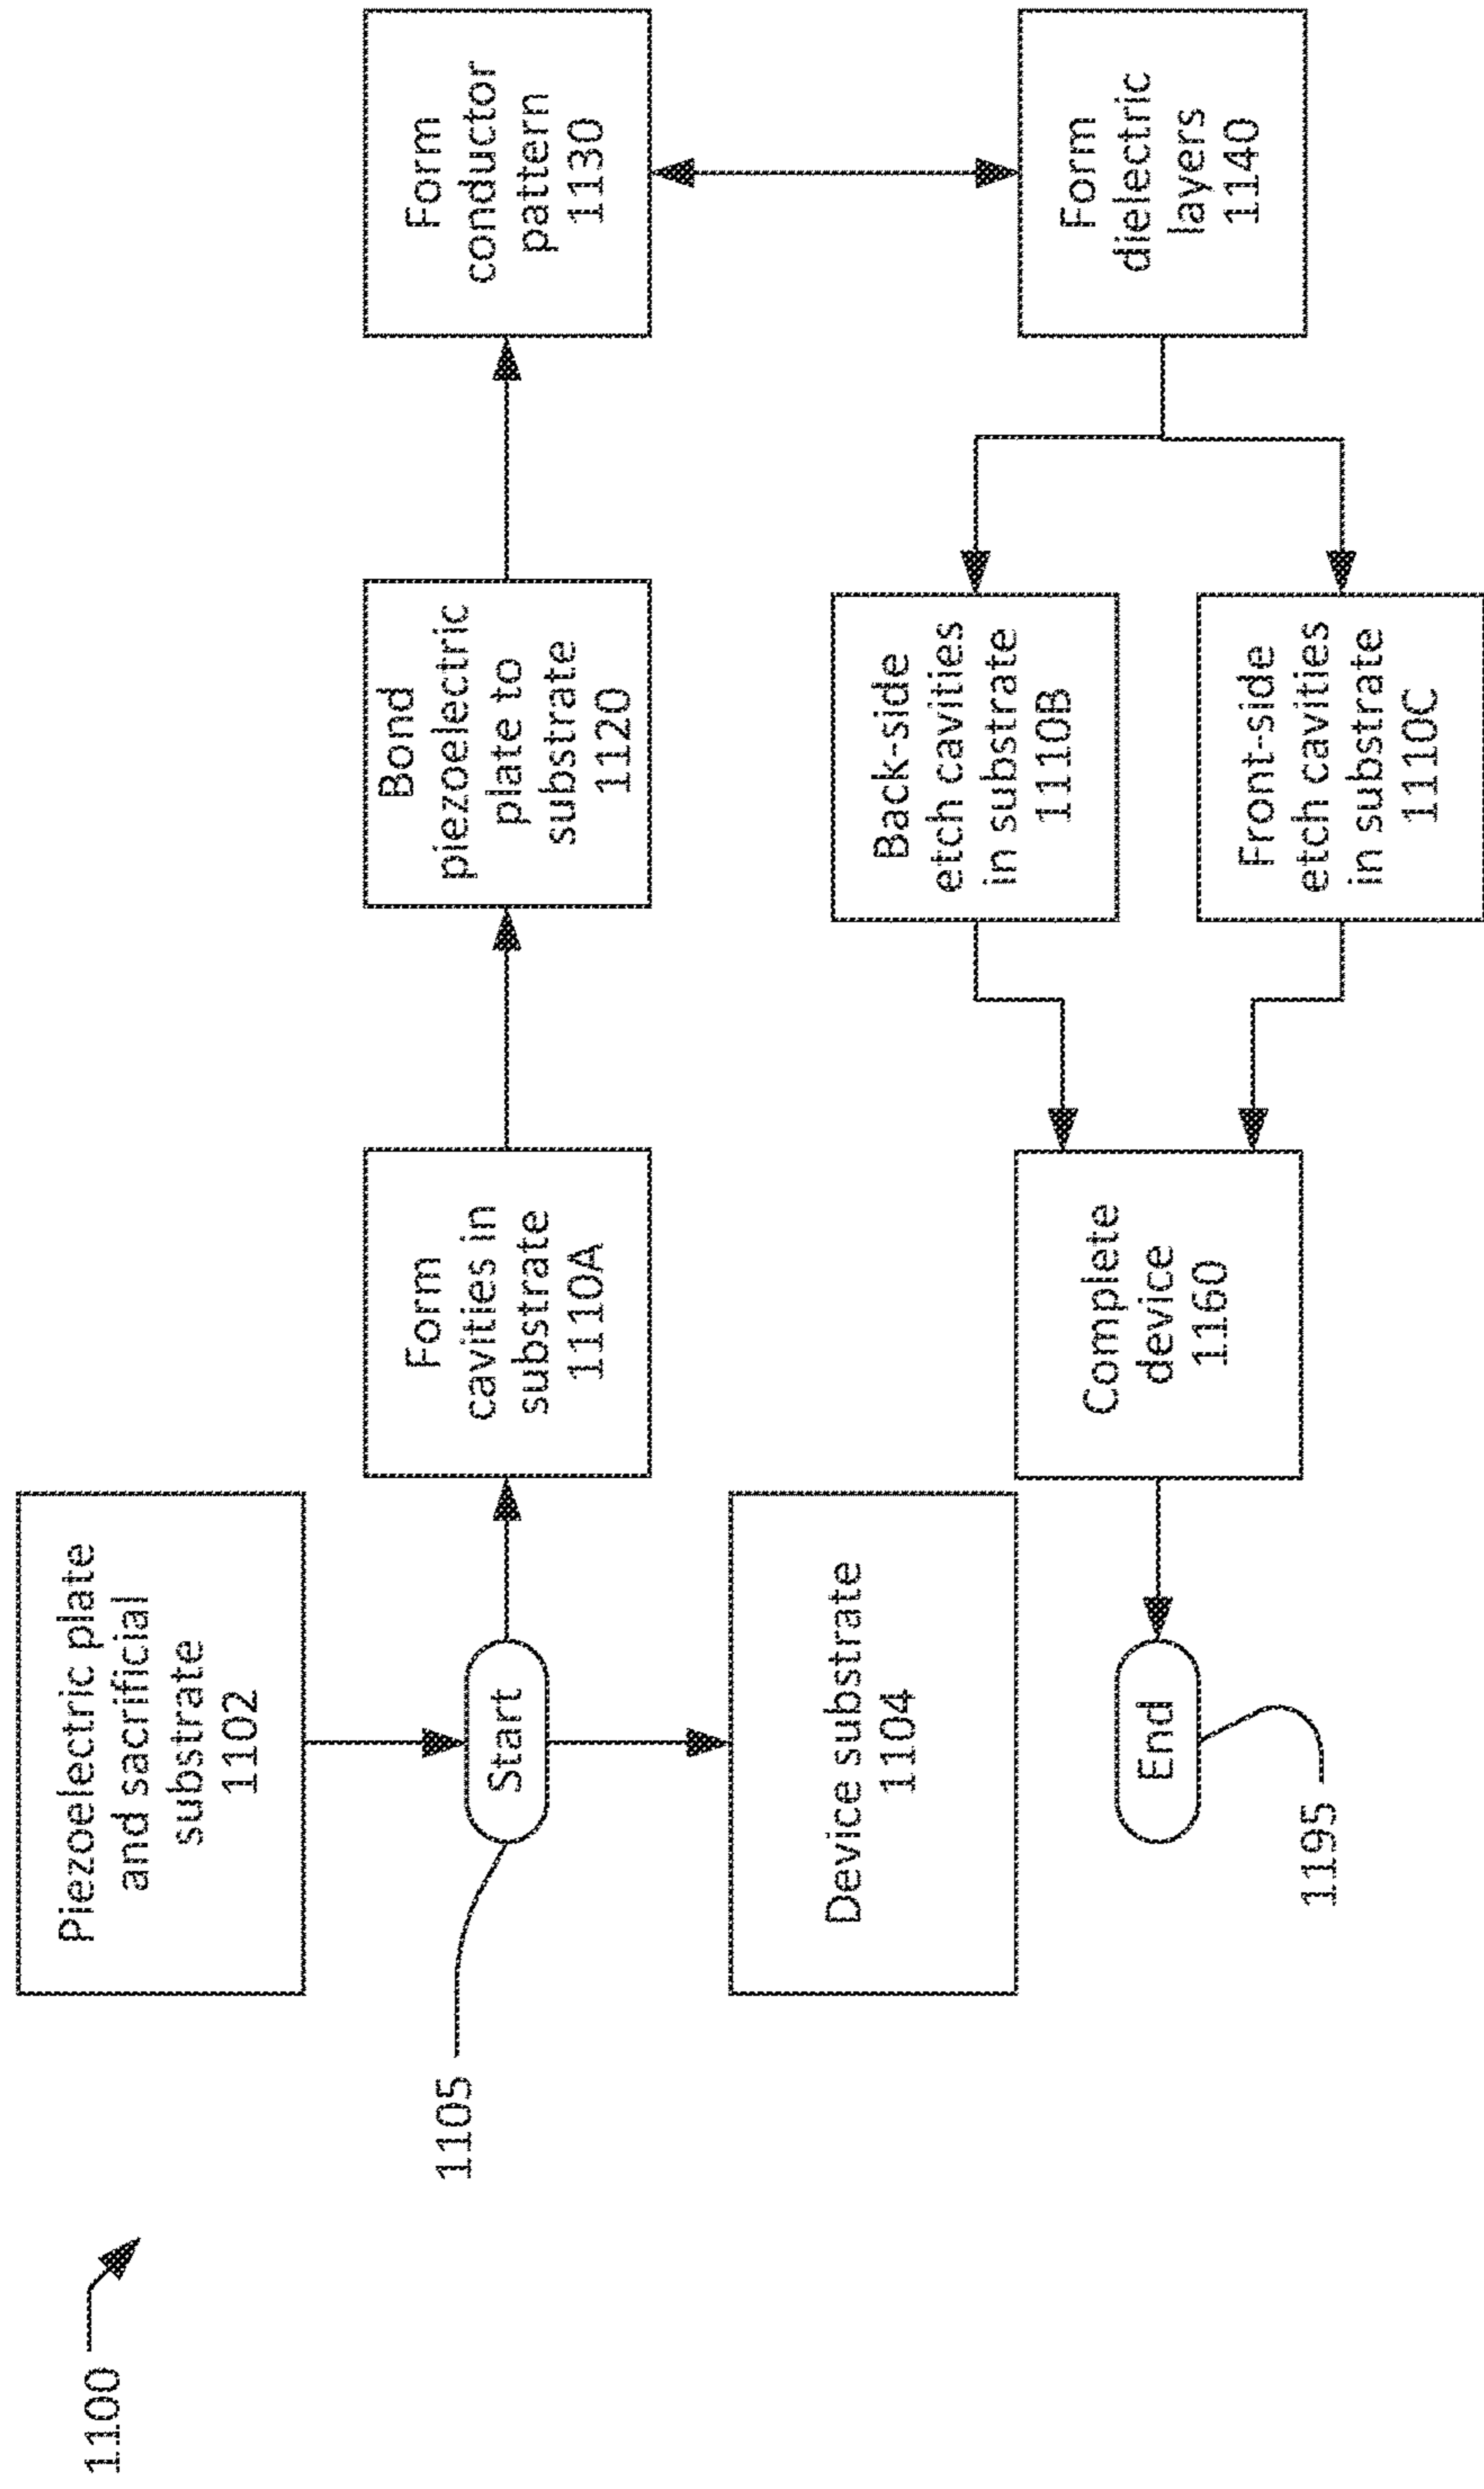 1100
Piezoelectric plate
and sacrificial
substrate
1102
1105
Start
Form
cavities in
substrate
1110A
Bond
piezoelectric
plate to
substrate
1120
Form
conductor
pattern
1130
Device substrate
1104
End
1195
Complete
device
1160
Back-side
etch cavities
in substrate
1110B
Front-side
etch cavities
in substrate
1110C
Form
dielectric
layers
1140